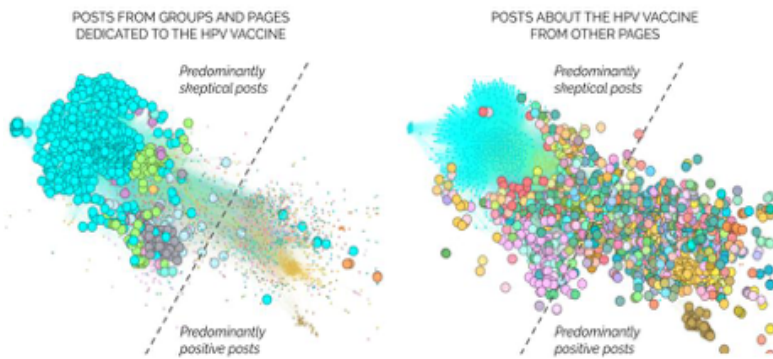 POSTS FROM GROUPS AND PAGES
DEDICATED TO THE HPV VACCINE
Predominantly
skeptical posts
Predominantly
positive posts
POSTS ABOUT THE HPV VACCINE
FROM OTHER PAGES
Predominantly
skeptical posts
Predominantly
positive posts